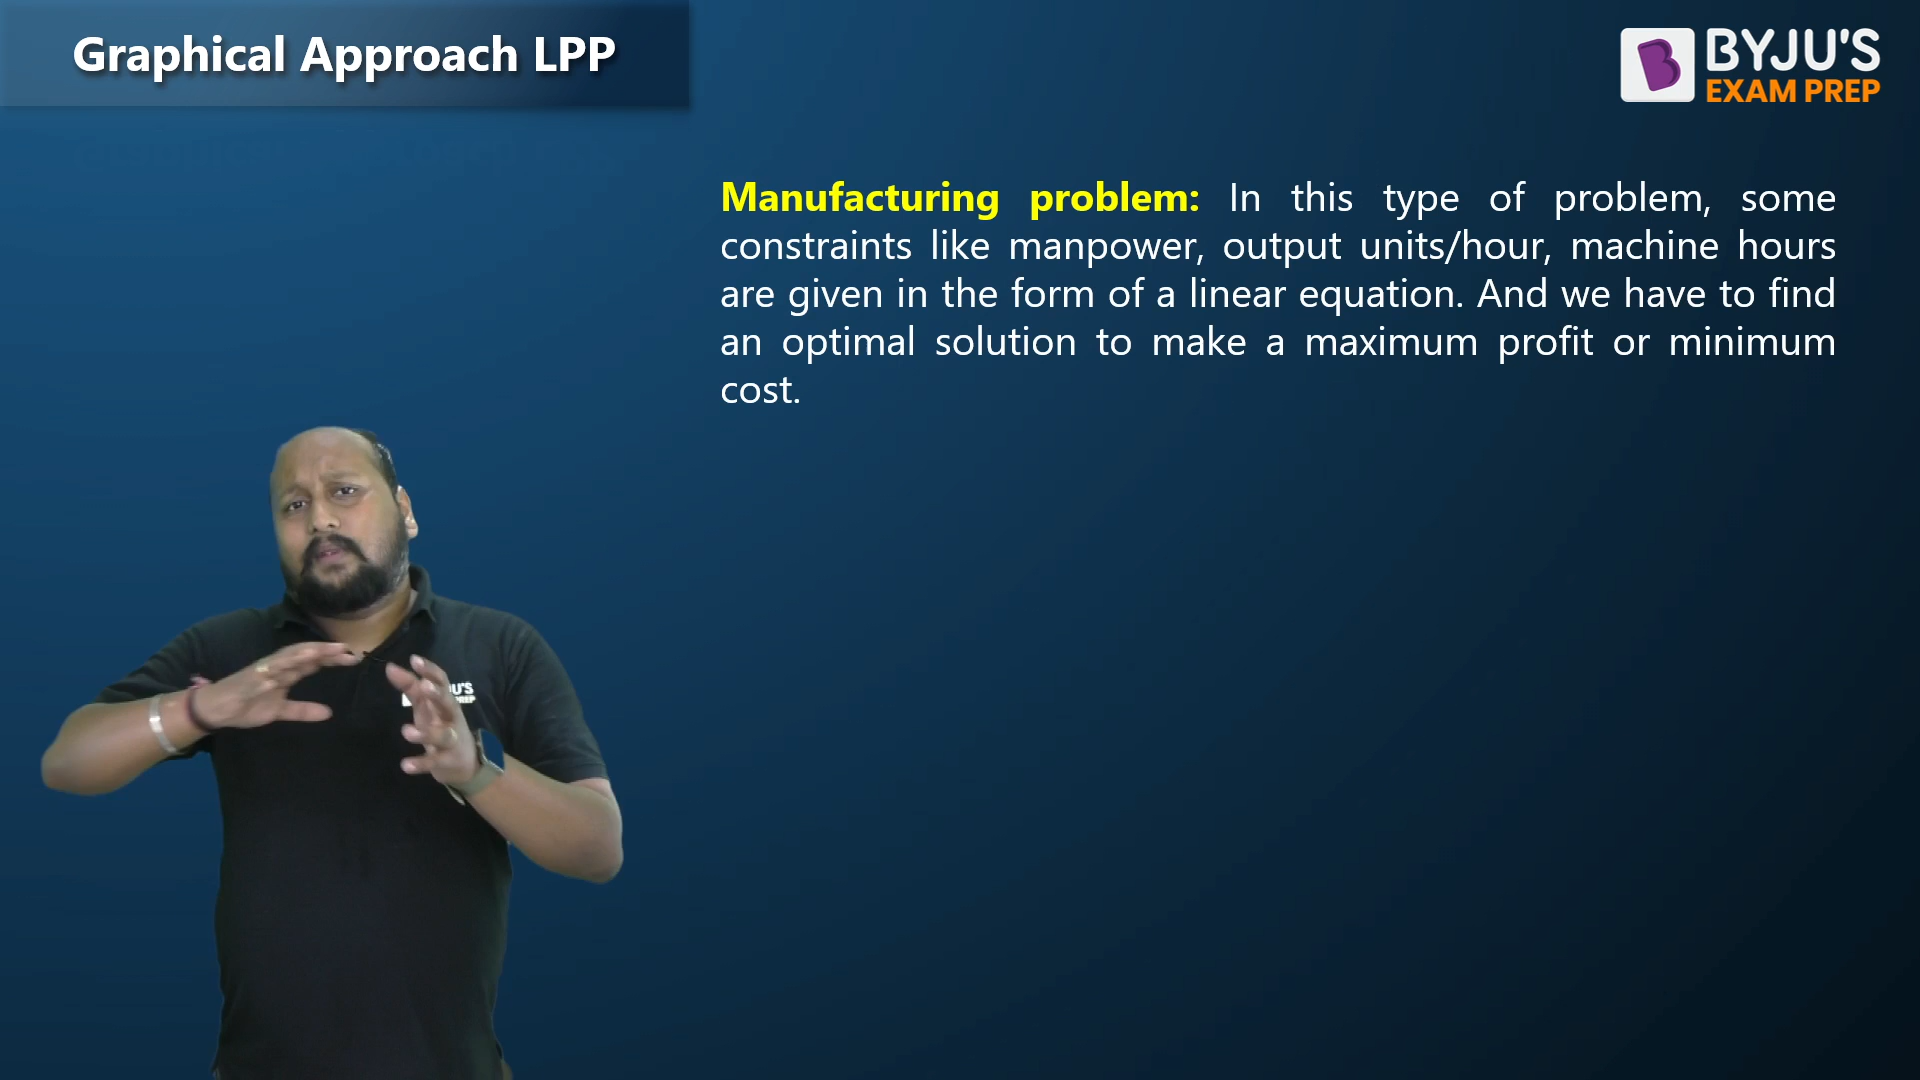 Graphical Approach LPP
BYJU'S
EXAM PREP
Manufacturing problem: In this type of problem, some
constraints like manpower, output units/hour, machine hours
are given in the form of a linear equation. And we have to find
an optimal solution to make a maximum profit or minimum
cost.